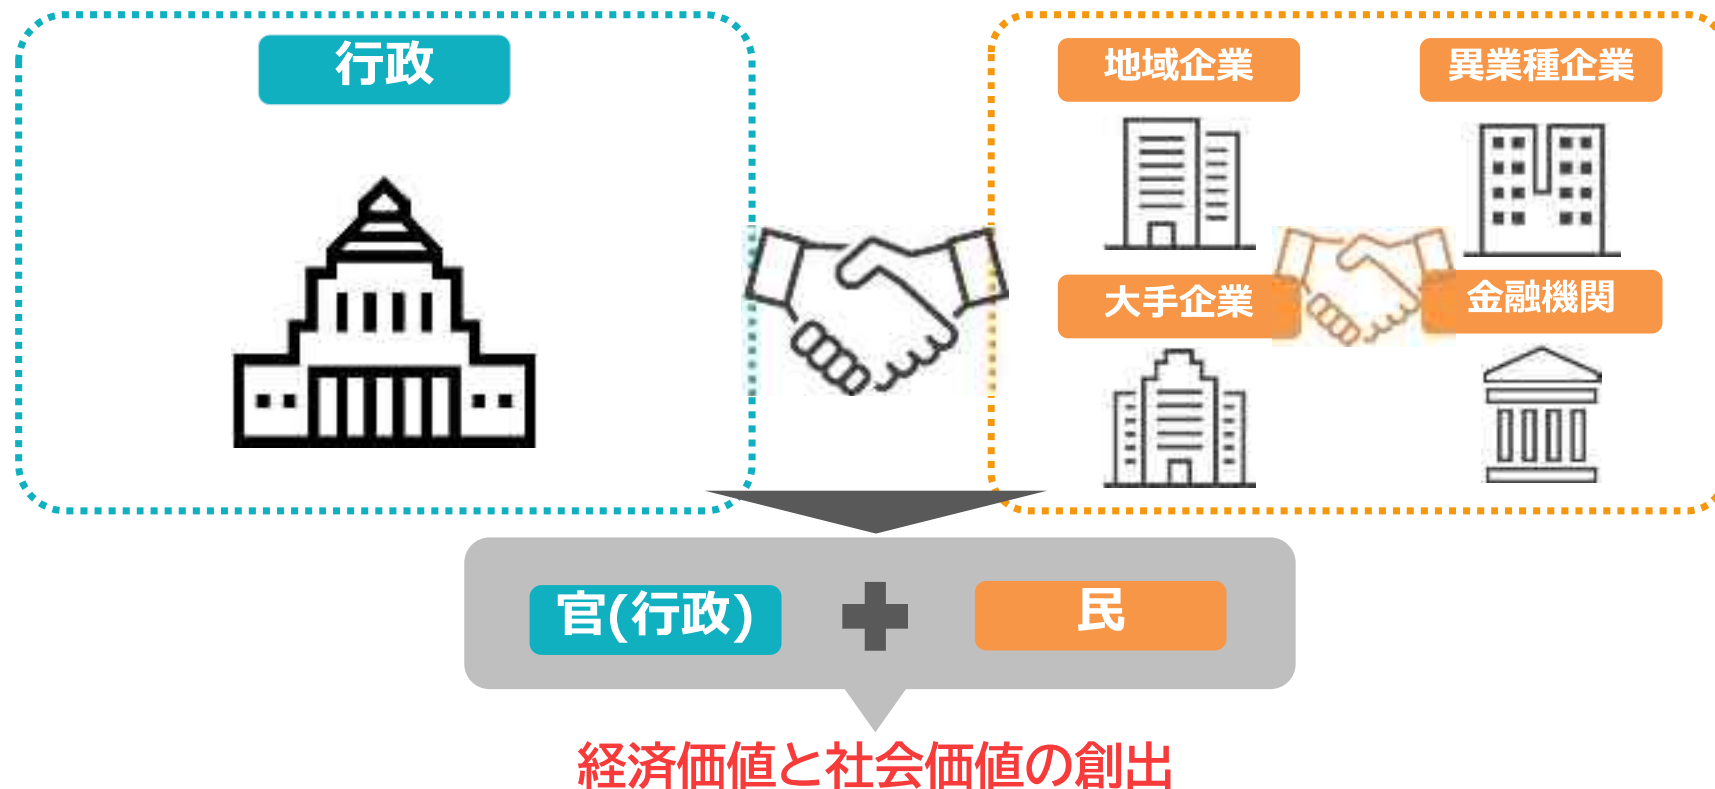 行政
地域企業
異業種企業
大手企業
金融機関
官(行政)
民
経済価値と社会価値の創出